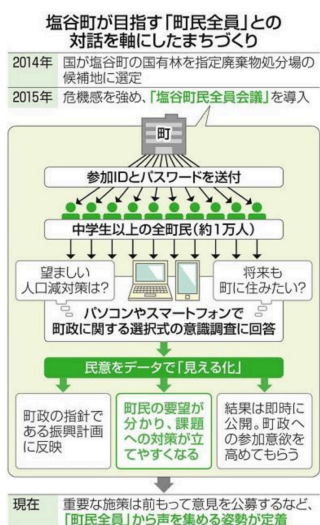 塩谷町が目指す「町民全員」との
対話を軸にしたまちづくり
2014年 国が塩谷町の国有林を指定廃棄物処分場の
候補地に選定
2015年 危機感を強め、「塩谷町民全員会議」を導入
町
参加IDとパスワードを送付
中学生以上の全町民(約1万人)
望ましい
人口減対策は?
将来も
町に住みたい?
パソコンやスマートフォンで
町政に関する選択式の意識調査に回答
民意をデータで「見える化」
町政の指針で
ある振興計画
に反映
町民の要望が
分かり、課題
への対策が立
てやすくなる
結果は即時に
公開。町政へ
の参加意欲を
高めてもらう
現在 重要な施策は前もって意見を公募するなど、
「町民全員」から声を集める姿勢が定着